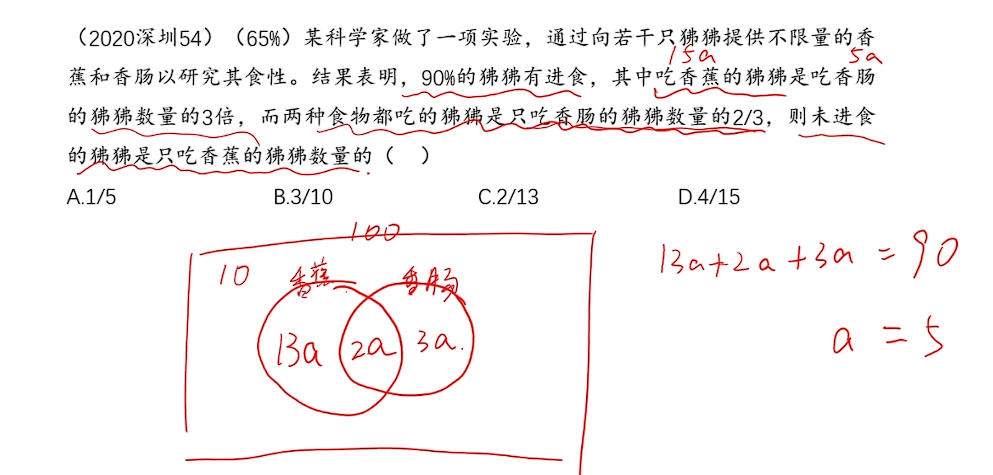 (2020深圳54)(65%)某科学家做了一项实验，通过向若干只狒狒提供不限量的香
15a 5a
蕉和香肠以研究其食性。结果表明，90%的狒狒有进食，其中吃香蕉的狒狒是吃香肠
的狒狒数量的3倍，而两种食物都吃的狒狒是只吃香肠的狒狒数量的2/3，则未进食
的狒狒是只吃香蕉的狒狒数量的（ ）
A.1/5 B.3/10 C.2/13 D.4/15
100
10 香蕉 香肠
13a 2a 3a.
13a+2a+3a=90
a=5